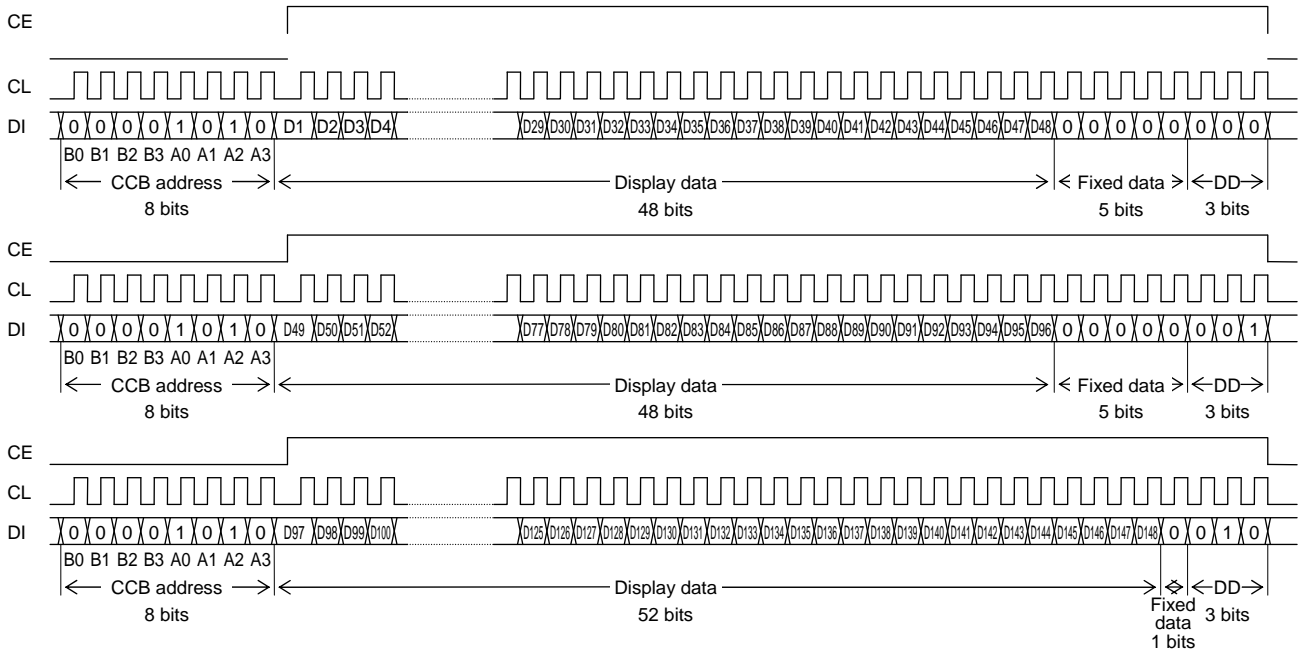 CE
CL
DI 0 0 0 0 1 0 1 0 D1 D2 D3 D4 D29 D30 D31 D32 D33 D34 D35 D36 D37 D38 D39 D40 D41 D42 D43 D44 D45 D46 D47 D48 0 0 0 0 0 0 0 0
B0 B1 B2 B3 A0 A1 A2 A3
CCB address Display data Fixed data DD
8 bits 48 bits 5 bits 3 bits
CE
CL
DI 0 0 0 0 1 0 1 0 D49 D50 D51 D52 D77 D78 D79 D80 D81 D82 D83 D84 D85 D86 D87 D88 D89 D90 D91 D92 D93 D94 D95 D96 0 0 0 0 0 0 0 1
B0 B1 B2 B3 A0 A1 A2 A3
CCB address Display data Fixed data DD
8 bits 48 bits 5 bits 3 bits
CE
CL
DI 0 0 0 0 1 0 1 0 D97 D98 D99 D100 D125 D126 D127 D128 D129 D130 D131 D132 D133 D134 D135 D136 D137 D138 D139 D140 D141 D142 D143 D144 D145 D146 D147 D148 0 0 1 0
B0 B1 B2 B3 A0 A1 A2 A3
CCB address Display data DD
8 bits 52 bits Fixed 3 bits
data
1 bits